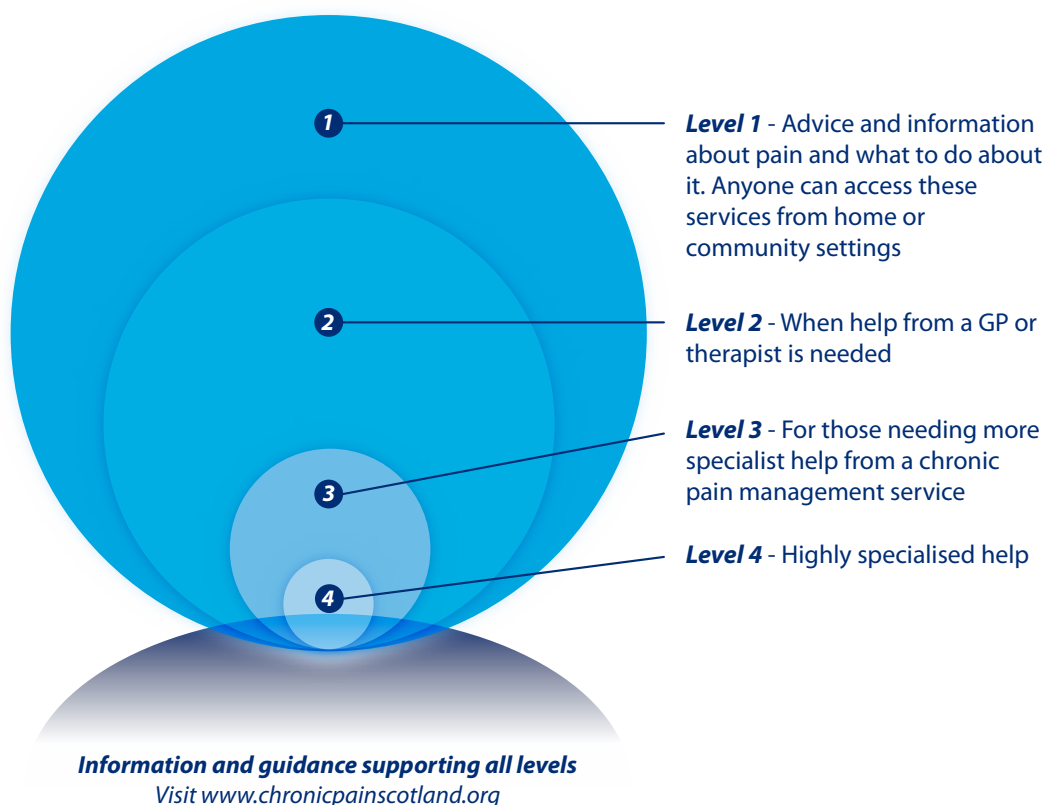 1
Level 1 - Advice and information
about pain and what to do about
it. Anyone can access these
services from home or
community settings
2
Level 2 - When help from a GP or
therapist is needed
3
Level 3 - For those needing more
specialist help from a chronic
pain management service
4
Level 4 - Highly specialised help
Information and guidance supporting all levels
Visit www.chronicpainscotland.org